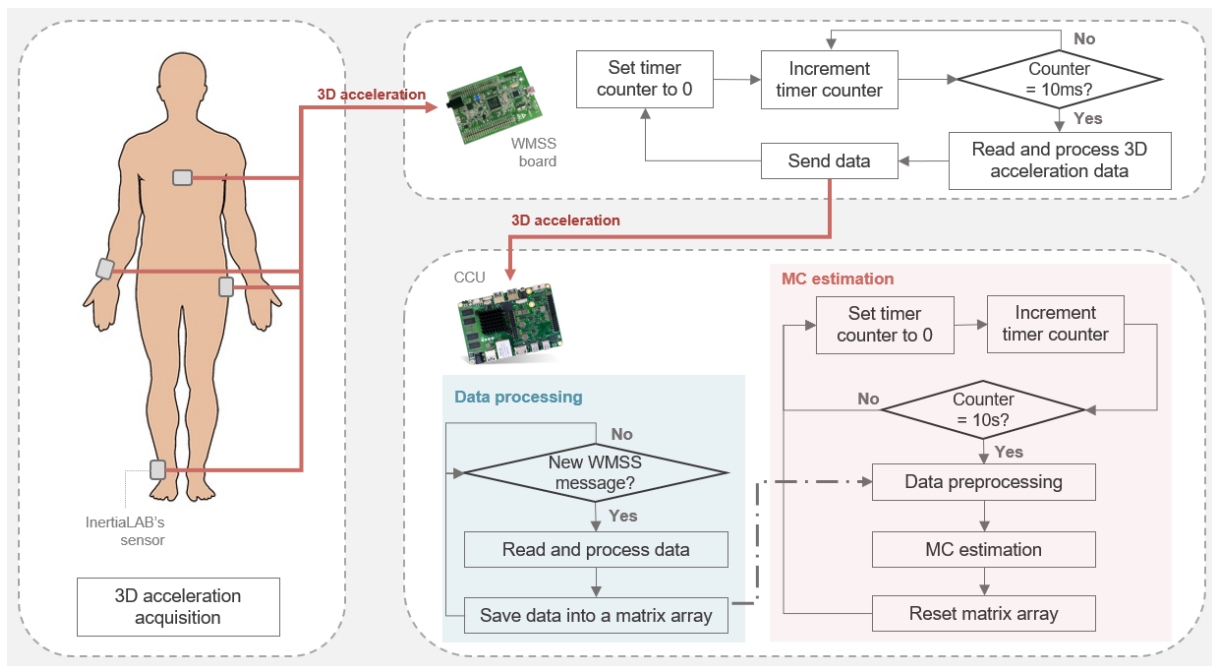 3D acceleration
InertiaLAB's
sensor
3D acceleration
acquisition
WMSS
board
Set timer
counter to 0
Increment
timer counter
No
Counter
= 10ms?
Yes
Read and process 3D
acceleration data
Send data
3D acceleration
CCU
Data processing
No
New WMSS
message?
Yes
Read and process data
Save data into a matrix array
MC estimation
Set timer
counter to 0
Increment
timer counter
No
Counter
= 10s?
Yes
Data preprocessing
MC estimation
Reset matrix array